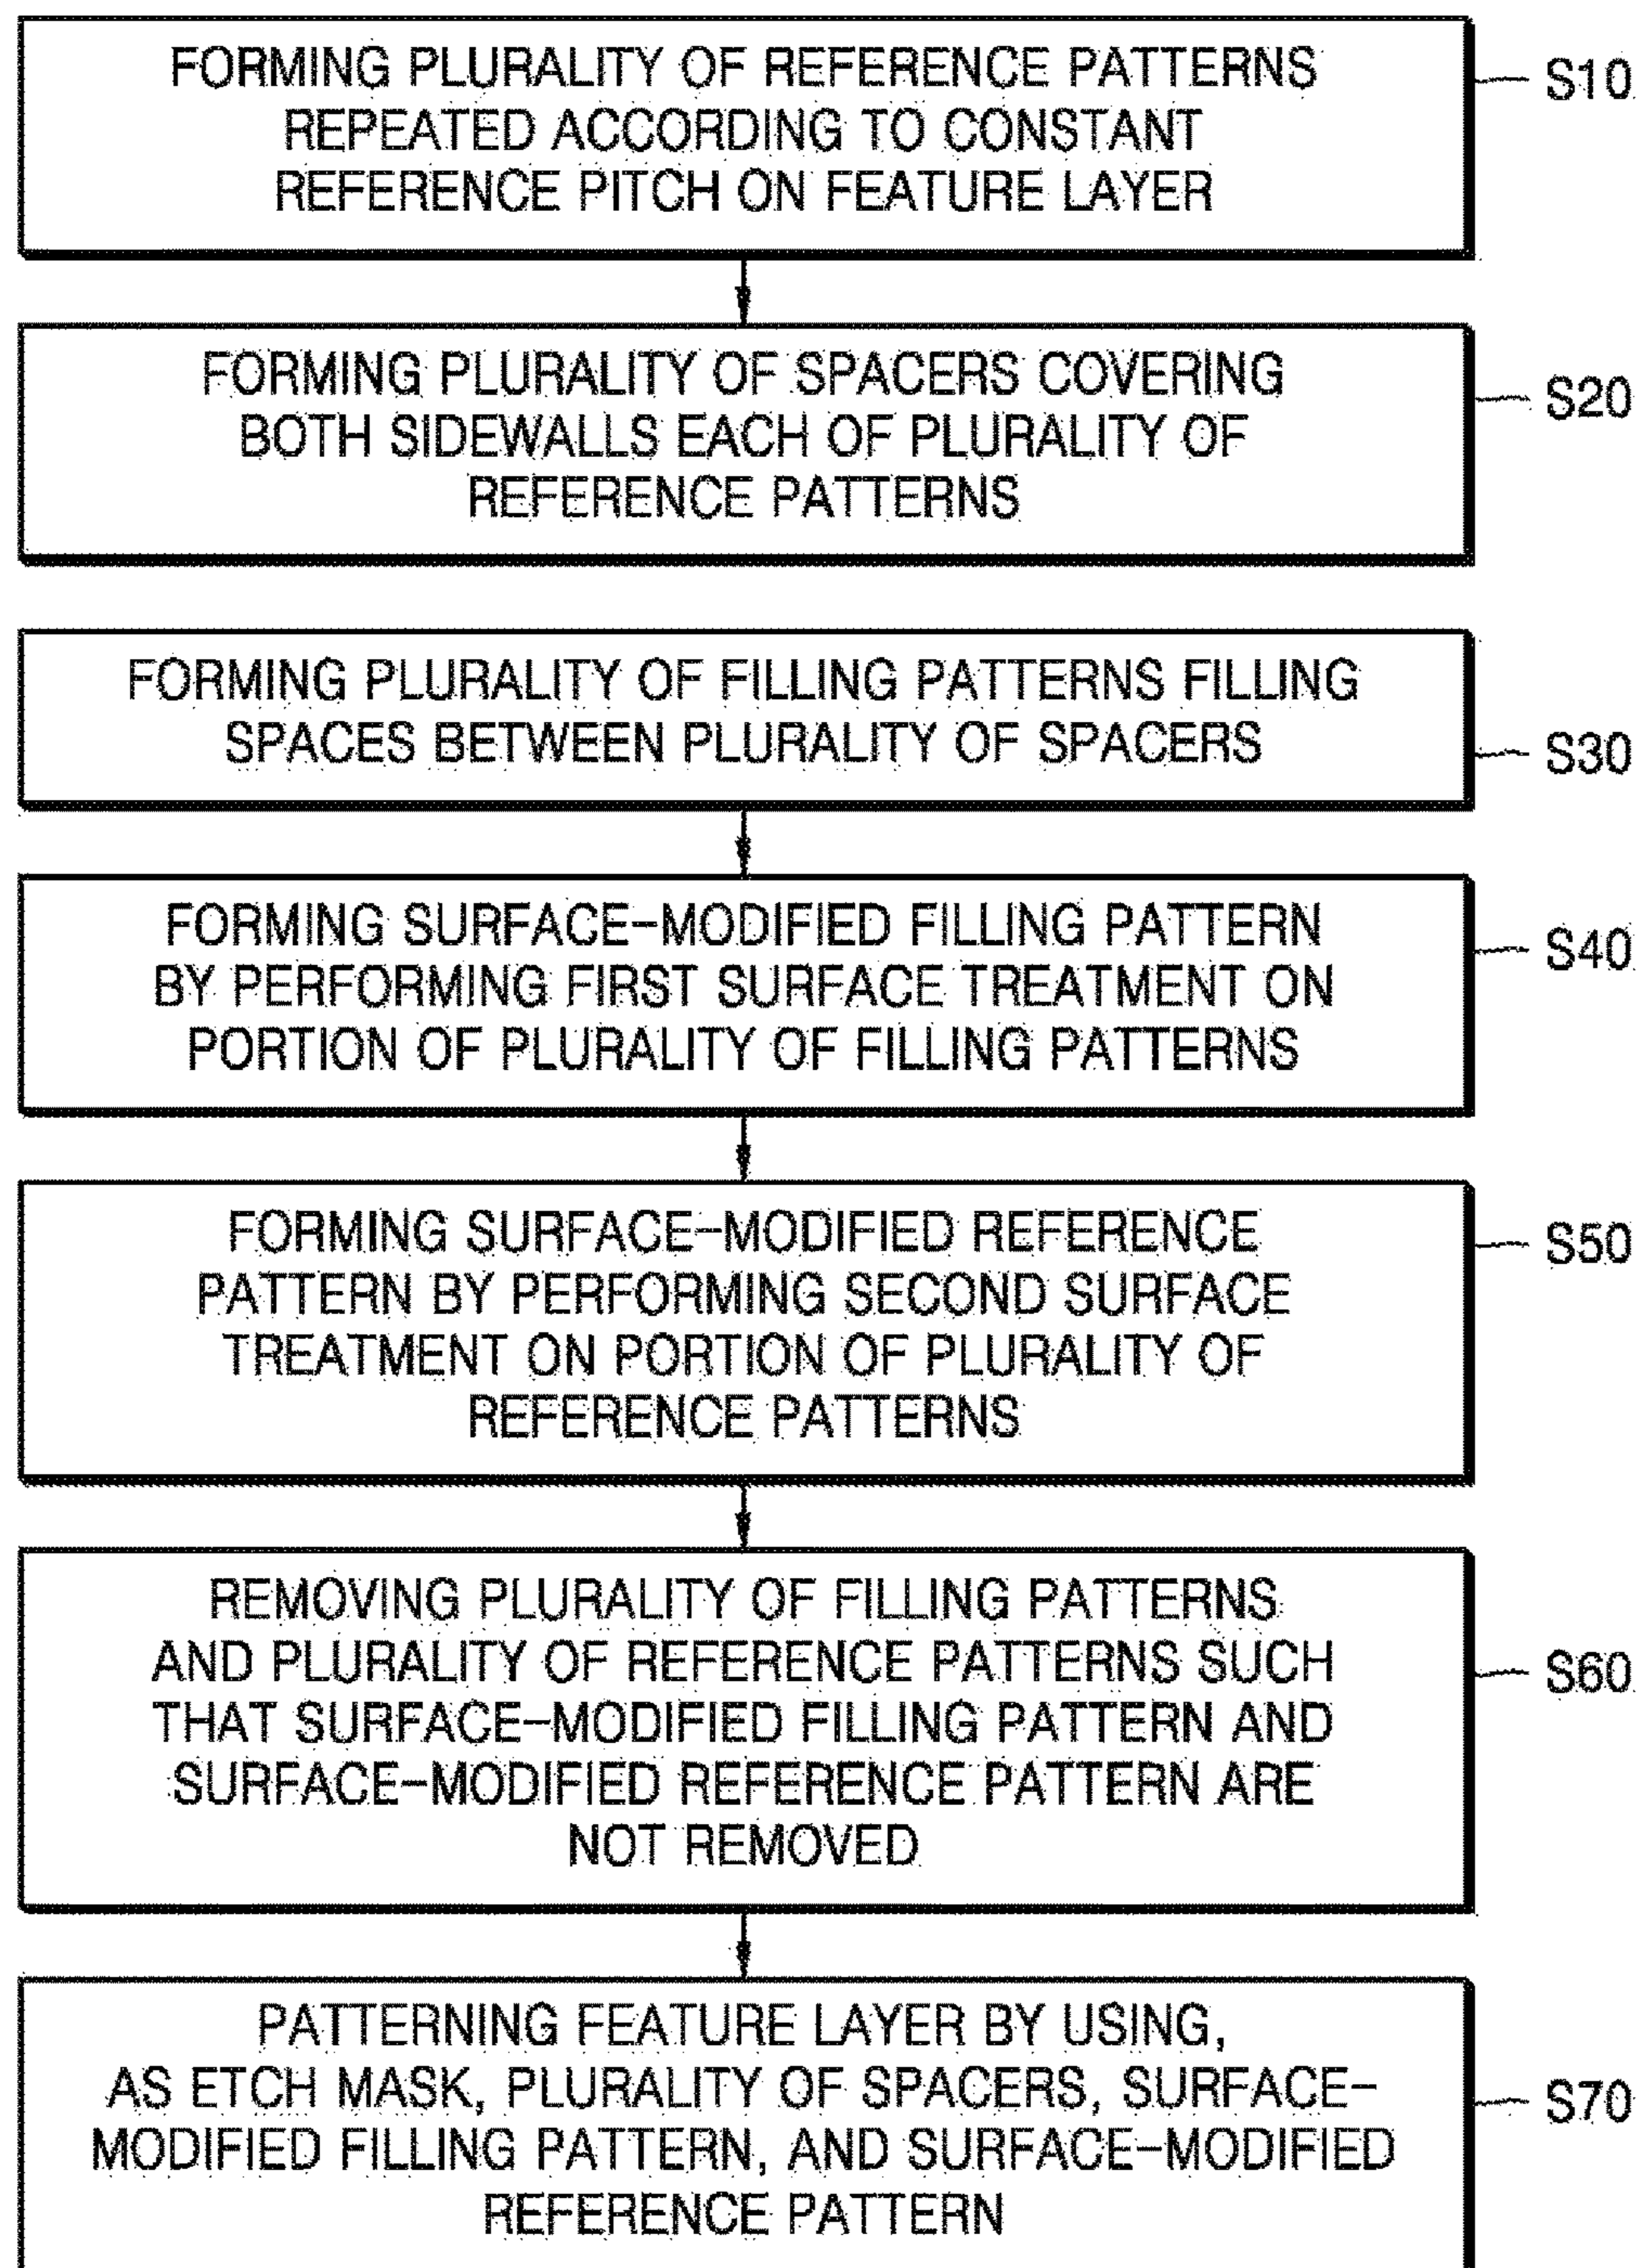 FORMING PLURALITY OF REFERENCE PATTERNS
REPEATED ACCORDING TO CONSTANT
REFERENCE PITCH ON FEATURE LAYER
S10
FORMING PLURALITY OF SPACERS COVERING
BOTH SIDEWALLS EACH OF PLURALITY OF
REFERENCE PATTERNS
S20
FORMING PLURALITY OF FILLING PATTERNS FILLING
SPACES BETWEEN PLURALITY OF SPACERS
S30
FORMING SURFACE-MODIFIED FILLING PATTERN
BY PERFORMING FIRST SURFACE TREATMENT ON
PORTION OF PLURALITY OF FILLING PATTERNS
S40
FORMING SURFACE-MODIFIED REFERENCE
PATTERN BY PERFORMING SECOND SURFACE
TREATMENT ON PORTION OF PLURALITY OF
REFERENCE PATTERNS
S50
REMOVING PLURALITY OF FILLING PATTERNS
AND PLURALITY OF REFERENCE PATTERNS SUCH
THAT SURFACE-MODIFIED FILLING PATTERN AND
SURFACE-MODIFIED REFERENCE PATTERN ARE
NOT REMOVED
S60
PATTERNING FEATURE LAYER BY USING,
AS ETCH MASK, PLURALITY OF SPACERS, SURFACE-
MODIFIED FILLING PATTERN, AND SURFACE-MODIFIED
REFERENCE PATTERN
S70